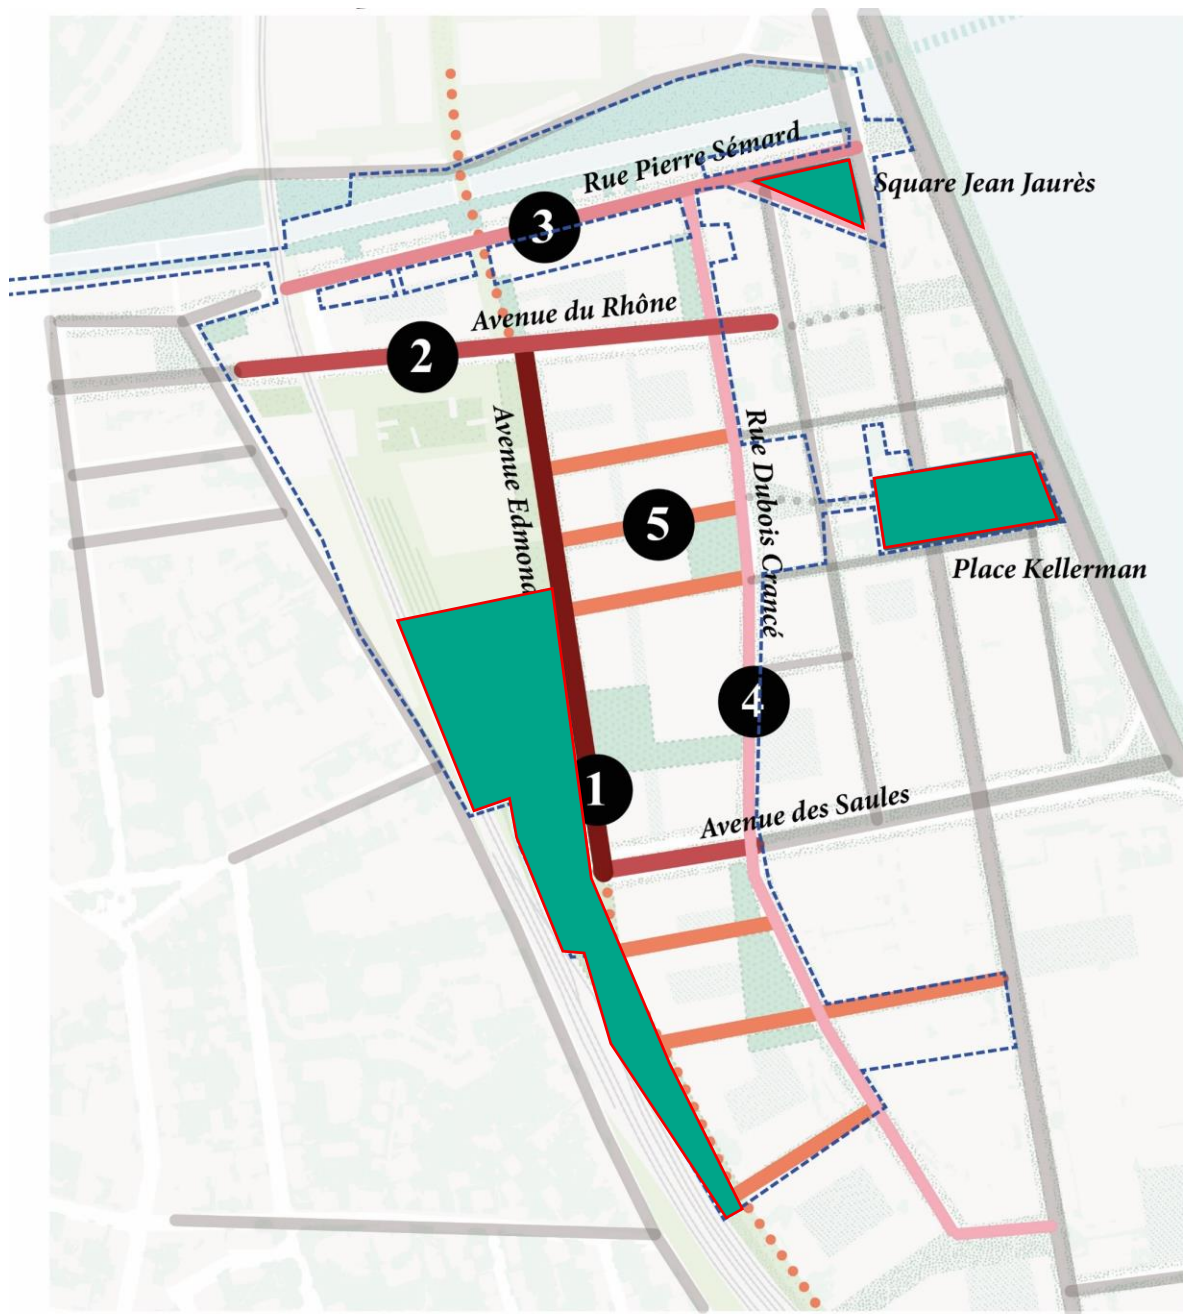 Rue Pierre Sémard
Square Jean Jaurès
3
Avenue du Rhône
2
Avenue Edmond
Rue Dubois Crancé
5
Place Kellerman
4
1
Avenue des Saules